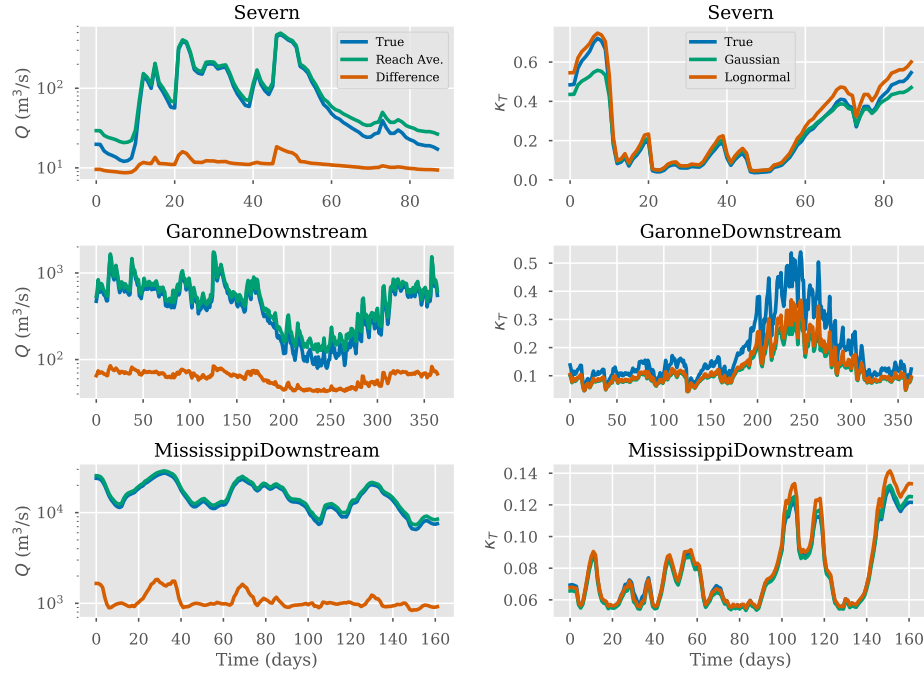 Severn
Q (m³/s)
10²
10¹
True
Reach Ave.
Difference
0 20 40 60 80
Severn
κ_T
0.6
0.4
0.2
0.0
True
Gaussian
Lognormal
0 20 40 60 80
GaronneDownstream
Q (m³/s)
10³
10²
0 50 100 150 200 250 300 350
GaronneDownstream
κ_T
0.5
0.4
0.3
0.2
0.1
0 50 100 150 200 250 300 350
MississippiDownstream
Q (m³/s)
10⁴
10³
0 20 40 60 80 100 120 140 160
Time (days)
MississippiDownstream
κ_T
0.14
0.12
0.10
0.08
0.06
0 20 40 60 80 100 120 140 160
Time (days)